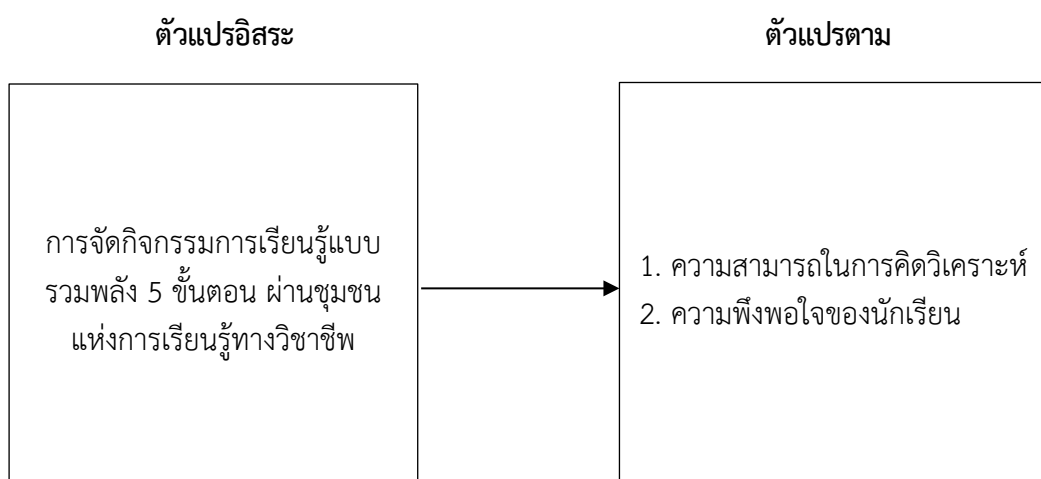 ตัวแปรอิสระ
ตัวแปรตาม
การจัดกิจกรรมการเรียนรู้แบบ
รวมพลัง 5 ขั้นตอน ผ่านชุมชน
แห่งการเรียนรู้ทางวิชาชีพ
1. ความสามารถในการคิดวิเคราะห์
2. ความพึงพอใจของนักเรียน